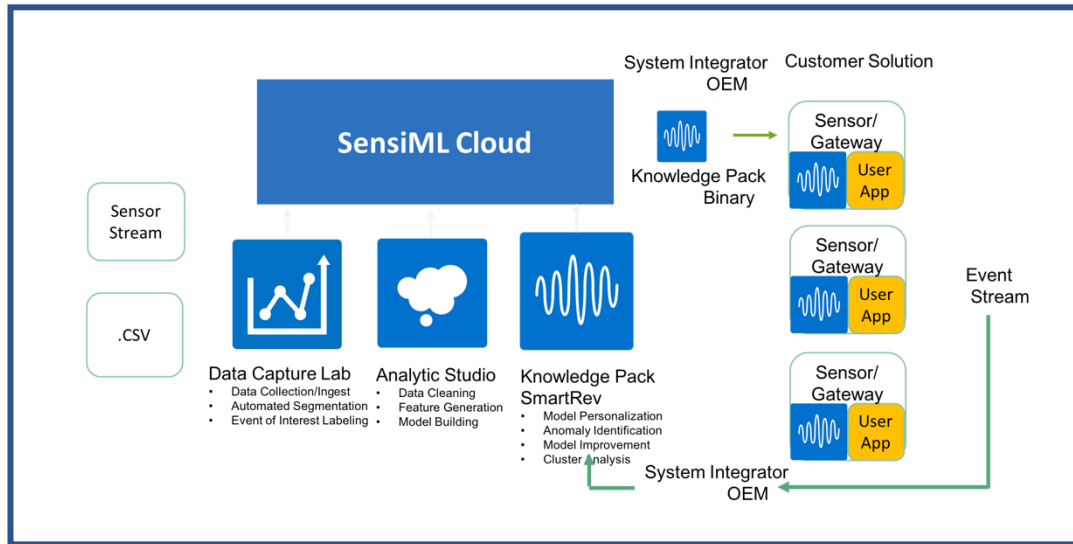 SensiML Cloud
Sensor
Stream
.CSV
Data Capture Lab
• Data Collection/Ingest
• Automated Segmentation
• Event of Interest Labeling
Analytic Studio
• Data Cleaning
• Feature Generation
• Model Building
Knowledge Pack
SmartRev
• Model Personalization
• Anomaly Identification
• Model Improvement
• Cluster Analysis
System Integrator
OEM
Knowledge Pack
Binary
Customer Solution
Sensor/
Gateway
User
App
Sensor/
Gateway
User
App
Sensor/
Gateway
User
App
Event
Stream
System Integrator
OEM